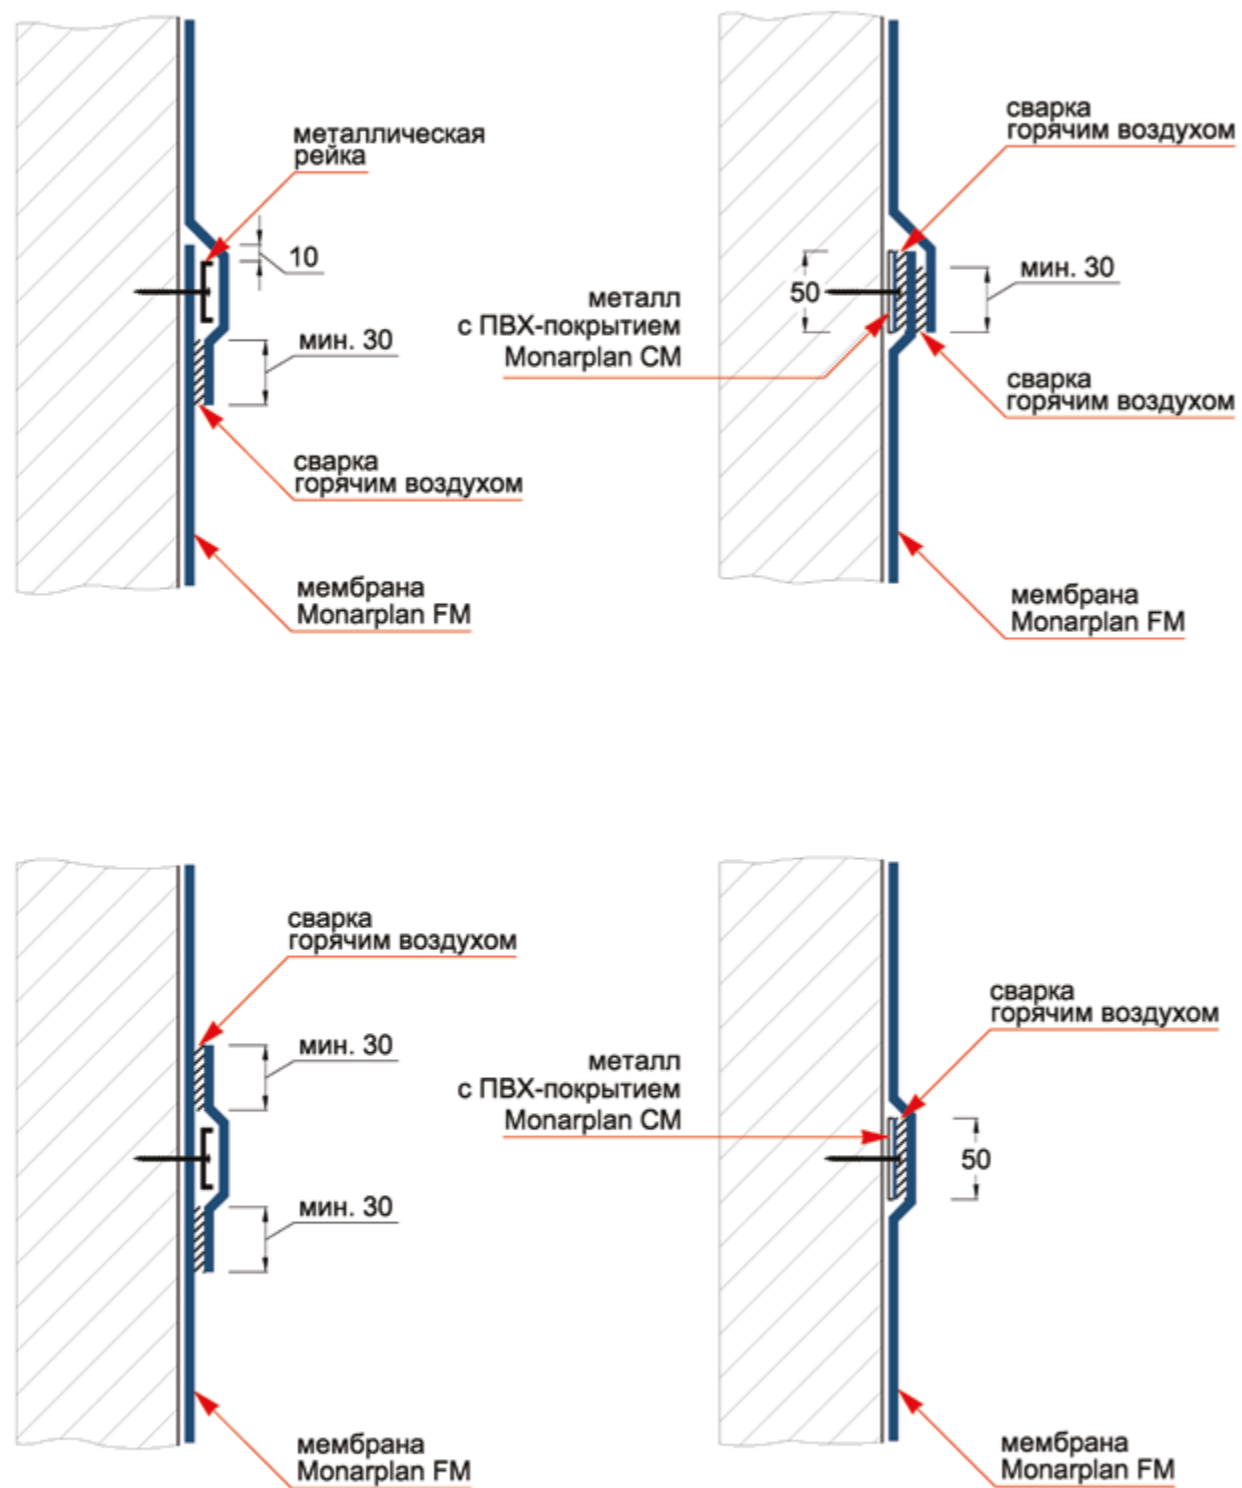 металлическая
рейка
10
мин. 30
сварка
горячим воздухом
мембрана
Monarplan FM
сварка
горячим воздухом
50
мин. 30
металл
с ПВХ-покрытием
Monarplan CM
сварка
горячим воздухом
мембрана
Monarplan FM
сварка
горячим воздухом
мин. 30
мин. 30
мембрана
Monarplan FM
сварка
горячим воздухом
металл
с ПВХ-покрытием
Monarplan CM
50
мембрана
Monarplan FM